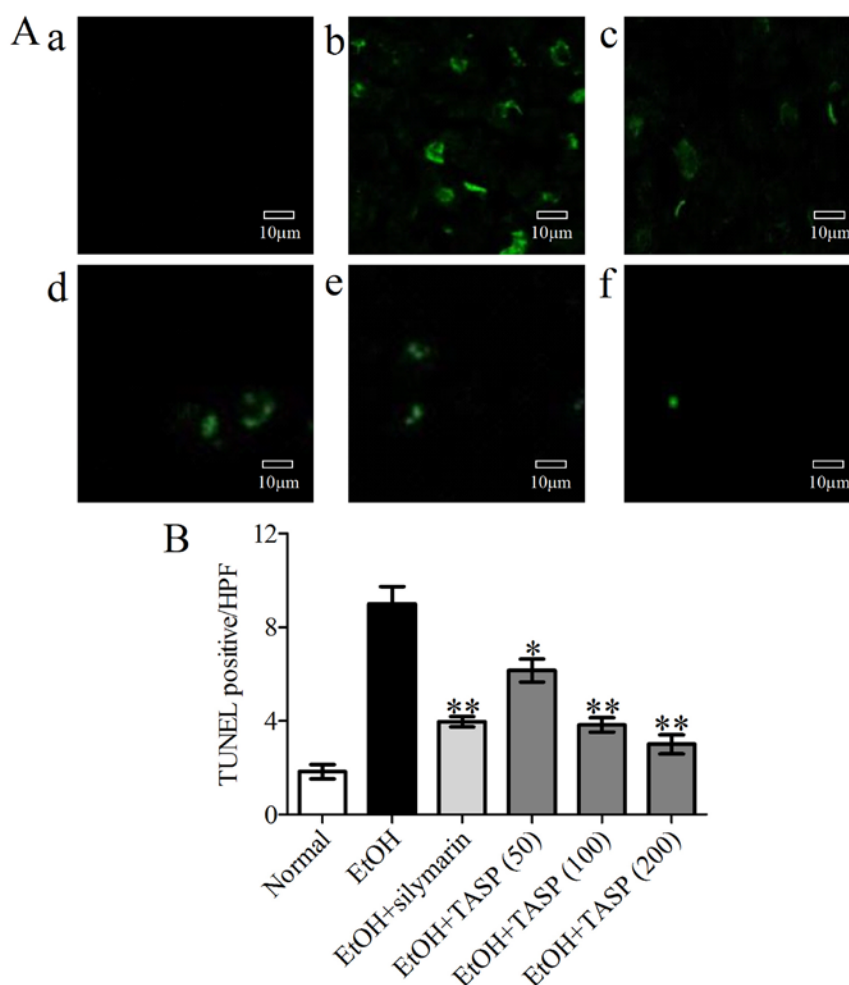 A
a
b
c
10μm
10μm
10μm
d
e
f
10μm
10μm
10μm
B
TUNEL positive/HPF
12
8
4
0
**
*
**
**
Normal
EtOH
EtOH+silymarin
EtOH+TASP (50)
EtOH+TASP (100)
EtOH+TASP (200)